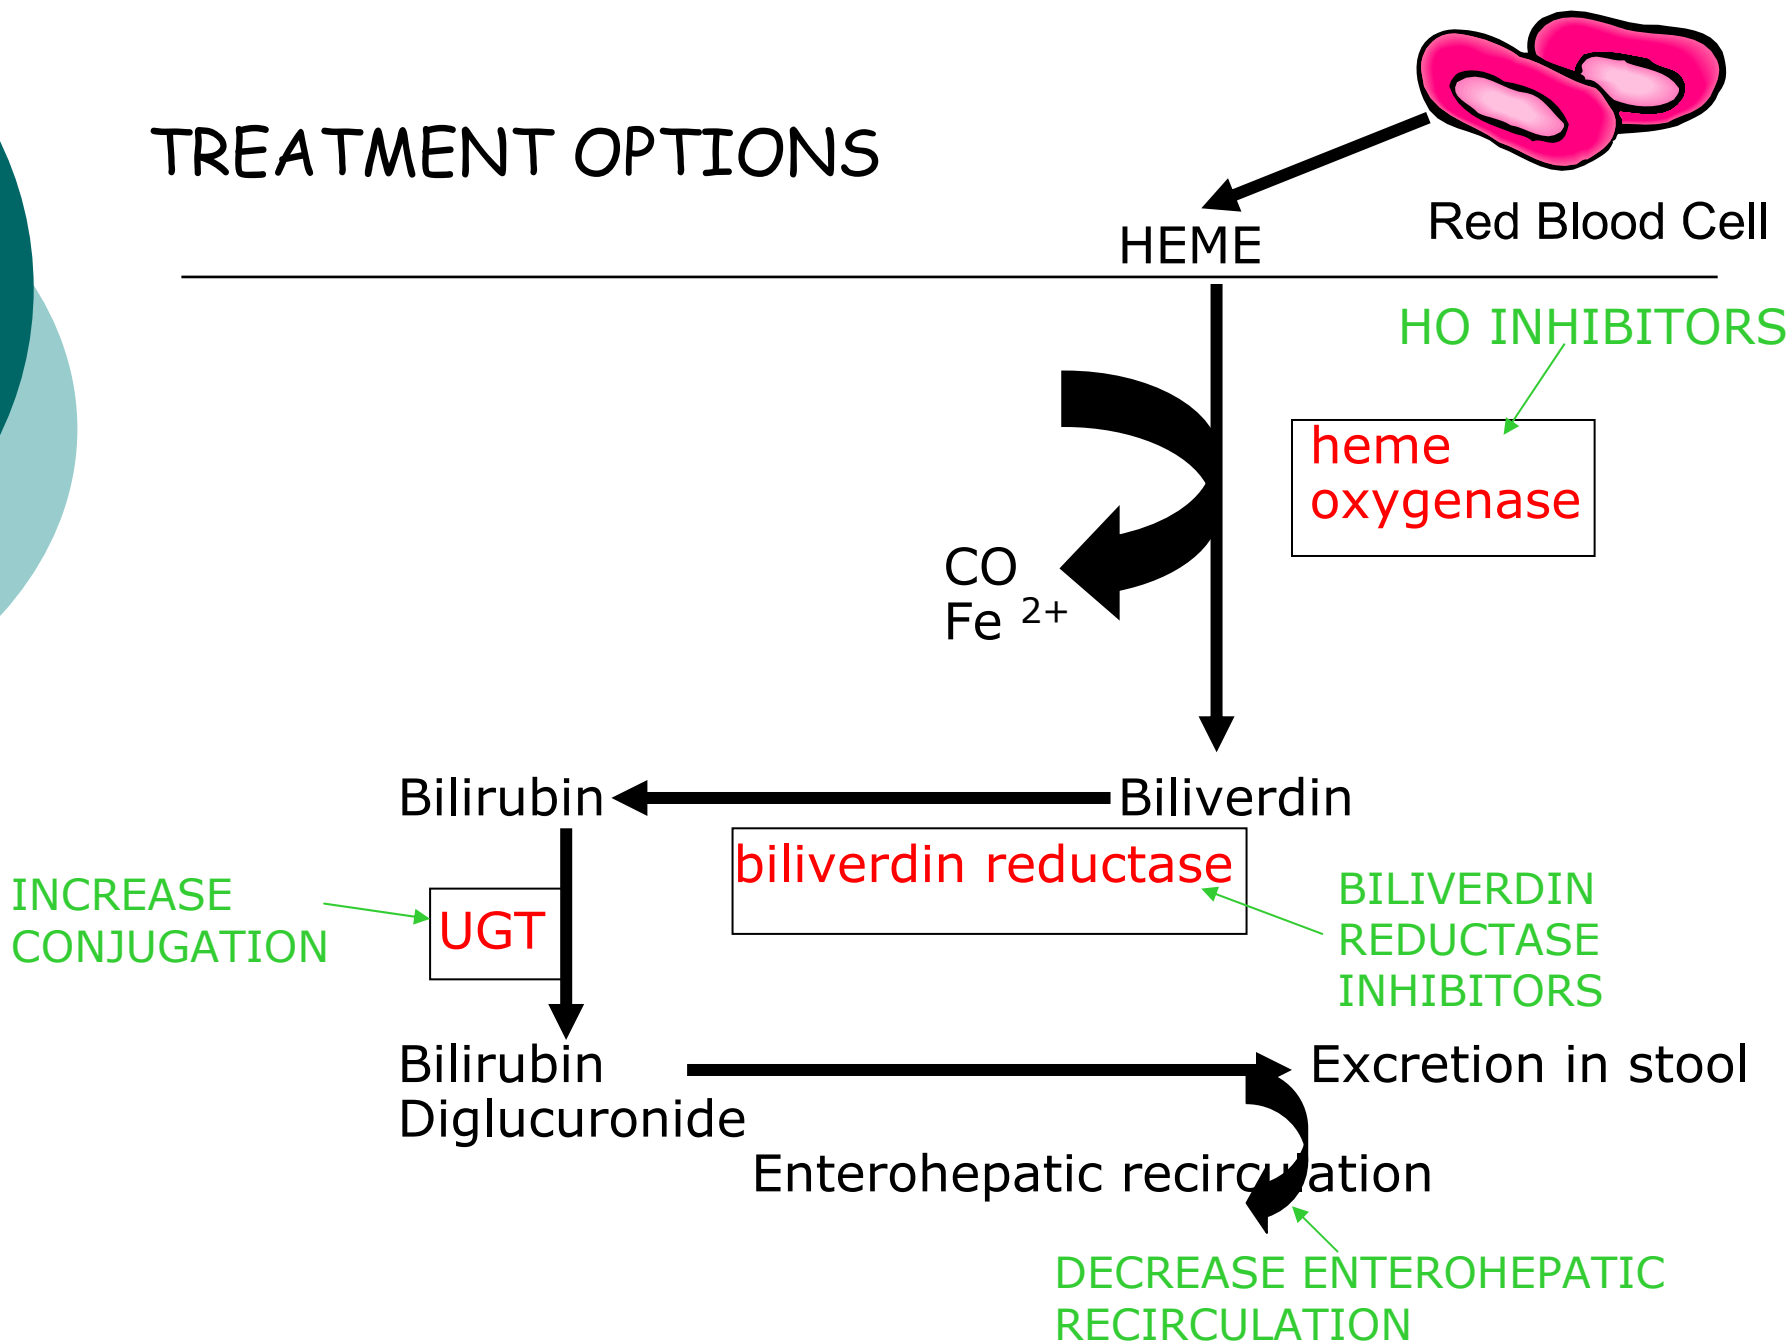 TREATMENT OPTIONS
Red Blood Cell
HEME
HO INHIBITORS
heme
oxygenase
CO
Fe 2+
Bilirubin
Biliverdin
biliverdin reductase
INCREASE
CONJUGATION
UGT
BILIVERDIN
REDUCTASE
INHIBITORS
Bilirubin
Diglucuronide
Excretion in stool
Enterohepatic recirculation
DECREASE ENTEROHEPATIC
RECIRCULATION